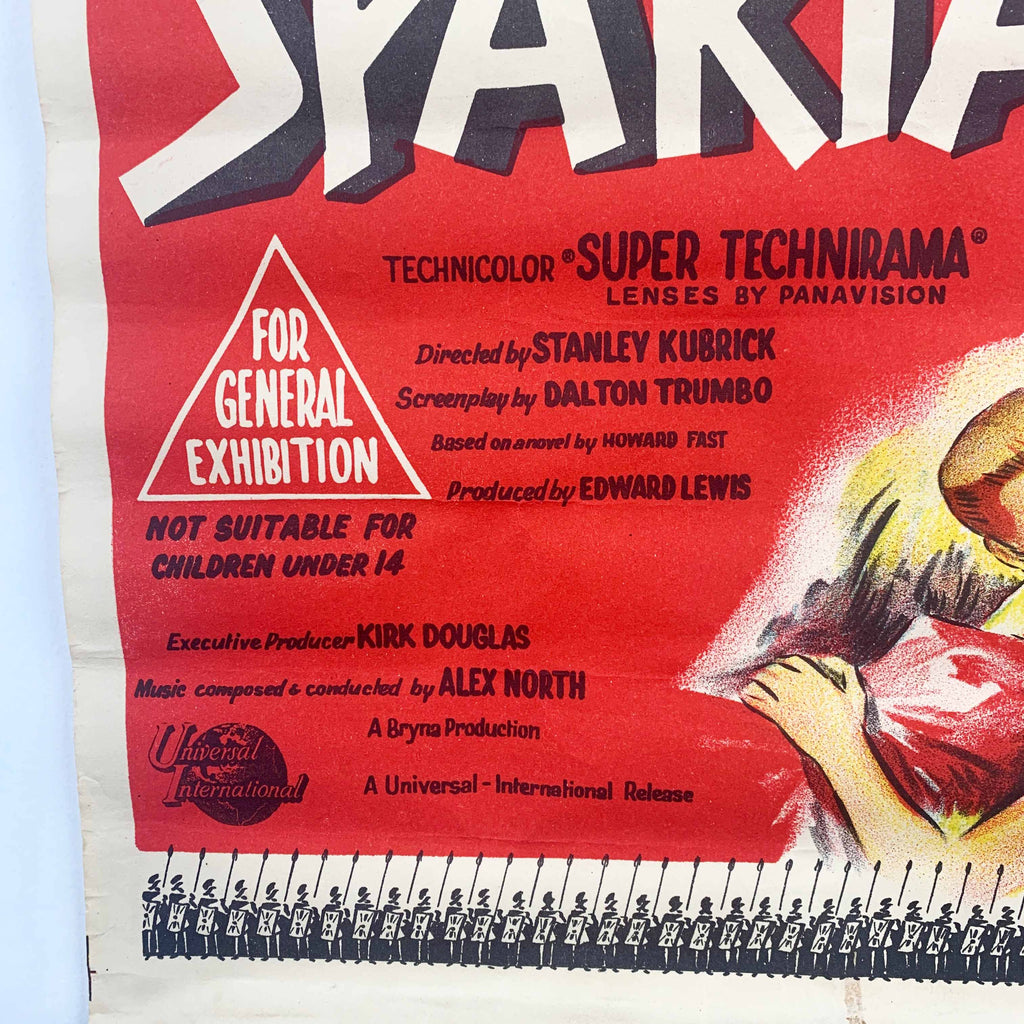 SPARTA
TECHNICOLOR® SUPER TECHNIRAMA®
LENSES BY PANAVISION
FOR
GENERAL
EXHIBITION
Directed by STANLEY KUBRICK
Screenplay by DALTON TRUMBO
Based on a novel by HOWARD FAST
Produced by EDWARD LEWIS
NOT SUITABLE FOR
CHILDREN UNDER 14
Executive Producer KIRK DOUGLAS
Music composed & conducted by ALEX NORTH
A Bryna Production
Universal
International
A Universal-International Release